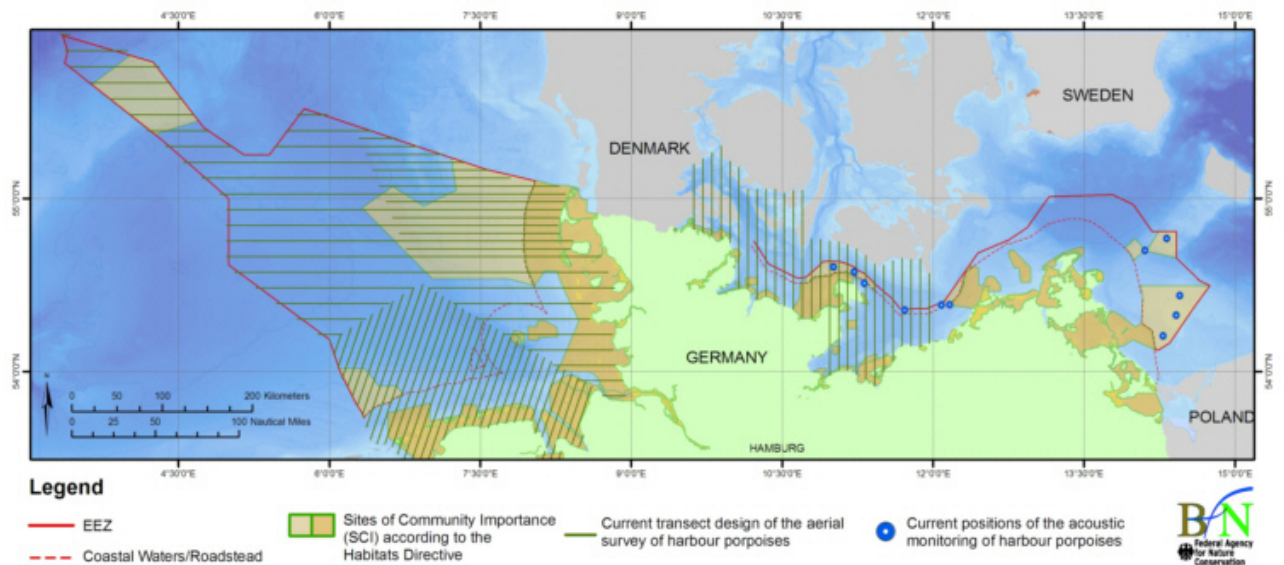 4°30'0"E 6°0'0"E 7°30'0"E 9°0'0"E 10°30'0"E 12°0'0"E 13°30'0"E 15°0'0"E
SWEDEN
DENMARK
55°0'0"N 55°0'0"N
GERMANY
54°0'0"N 54°0'0"N
N
0 50 100 200 Kilometers
0 25 50 100 Nautical Miles
POLAND
HAMBURG
4°30'0"E 6°0'0"E 7°30'0"E 9°0'0"E 10°30'0"E 12°0'0"E 13°30'0"E 15°0'0"E
Legend
EEZ
Coastal Waters/Roadstead
Sites of Community Importance
(SCI) according to the
Habitats Directive
Current transect design of the aerial
survey of harbour porpoises
Current positions of the acoustic
monitoring of harbour porpoises
BfN
Federal Agency
for Nature
Conservation